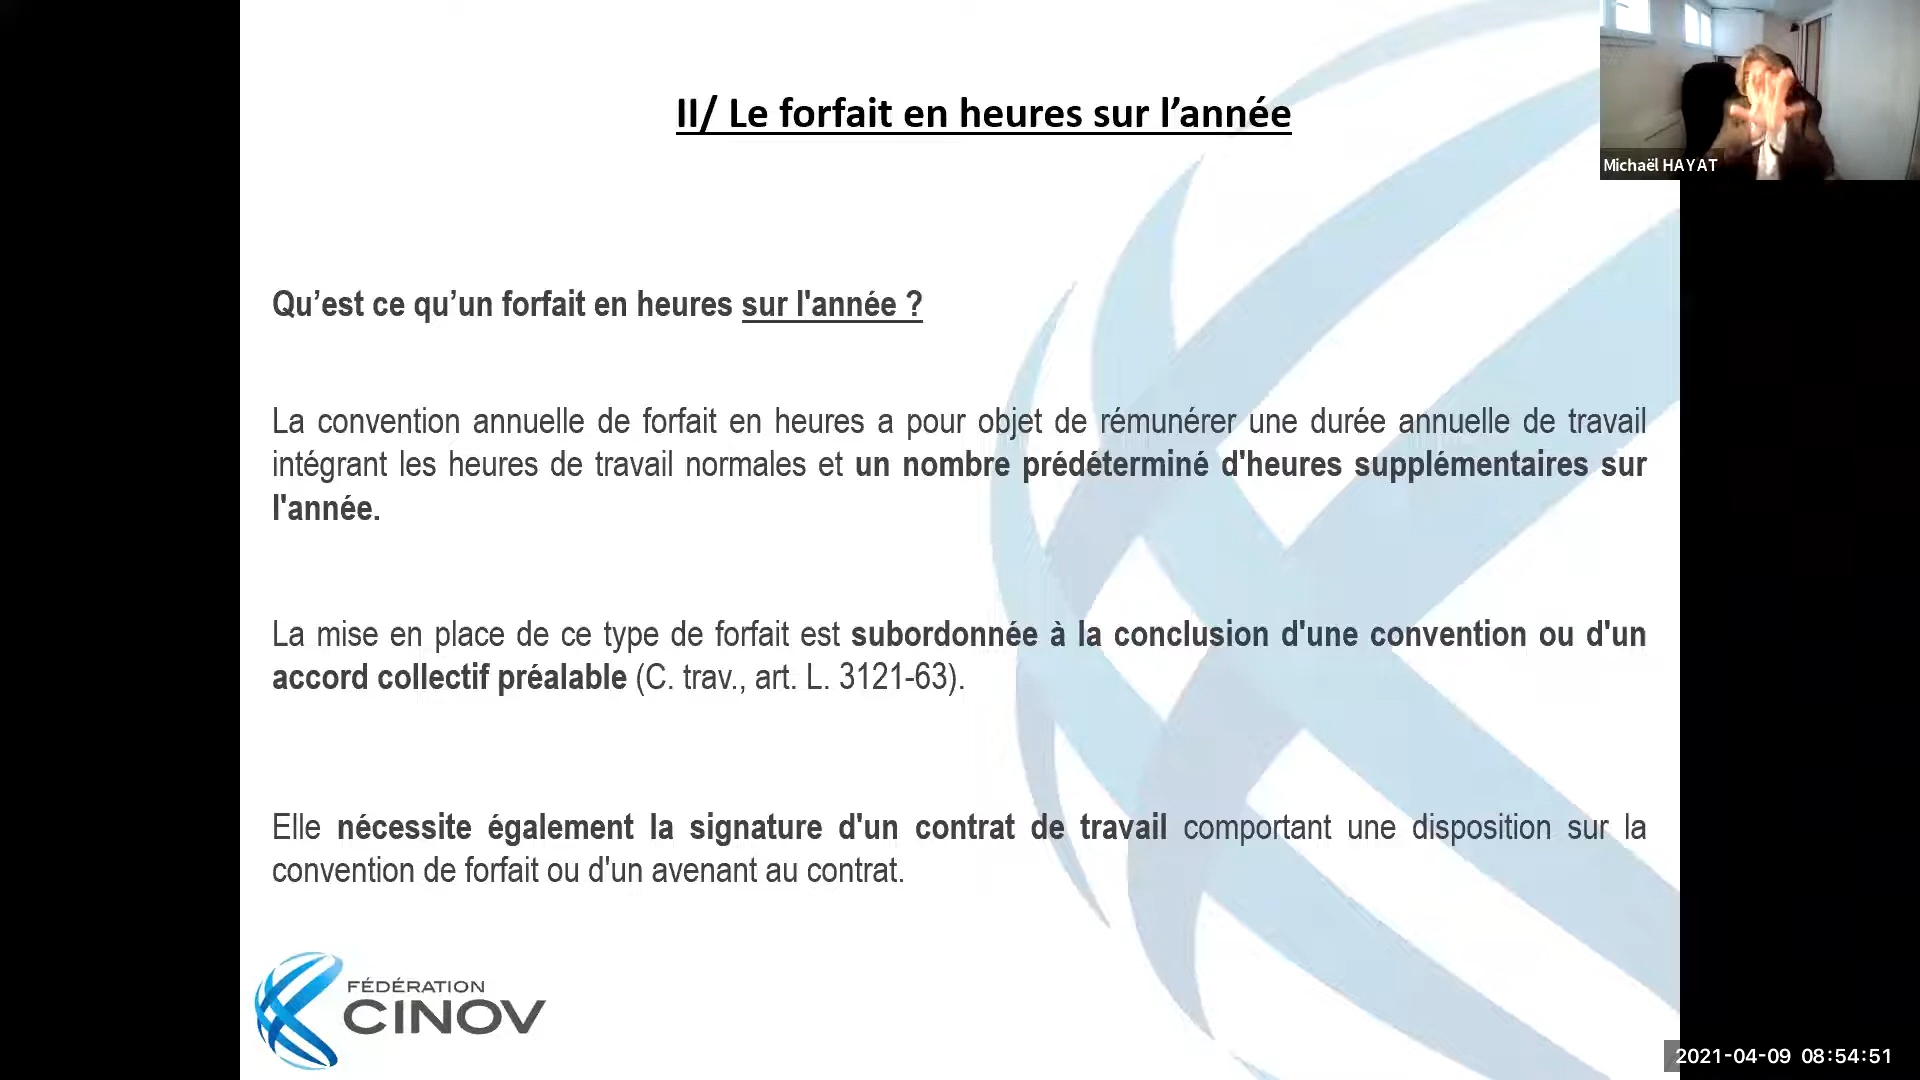 II/ Le forfait en heures sur l’année
Michaël HAYAT
Qu’est ce qu’un forfait en heures sur l'année ?
La convention annuelle de forfait en heures a pour objet de rémunérer une durée annuelle de travail
intégrant les heures de travail normales et un nombre prédéterminé d'heures supplémentaires sur
l'année.
La mise en place de ce type de forfait est subordonnée à la conclusion d'une convention ou d'un
accord collectif préalable (C. trav., art. L. 3121-63).
Elle nécessite également la signature d'un contrat de travail comportant une disposition sur la
convention de forfait ou d'un avenant au contrat.
FÉDÉRATION
CINOV
2021-04-09 08:54:51